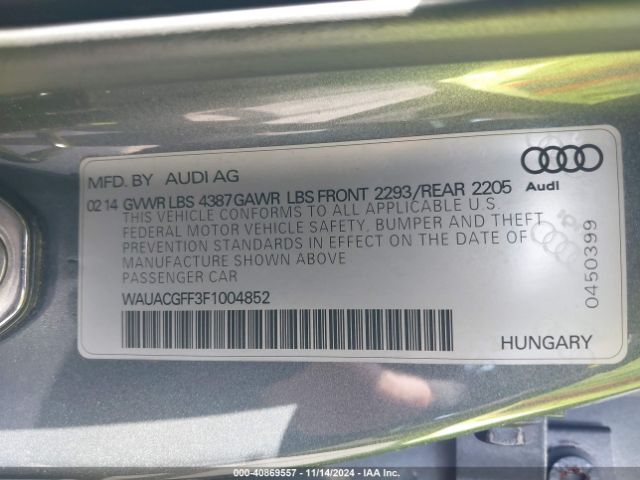 MFD. BY AUDI AG
Audi
02 14 GVWR LBS 4387 GAWR LBS FRONT 2293/REAR 2205
THIS VEHICLE CONFORMS TO ALL APPLICABLE U.S.
FEDERAL MOTOR VEHICLE SAFETY, BUMPER AND THEFT
PREVENTION STANDARDS IN EFFECT ON THE DATE OF
MANUFACTURE SHOWN ABOVE
PASSENGER CAR
WAUACGFF3F1004852
0450399
HUNGARY
000-40869557 - 11/14/2024 - IAA Inc.